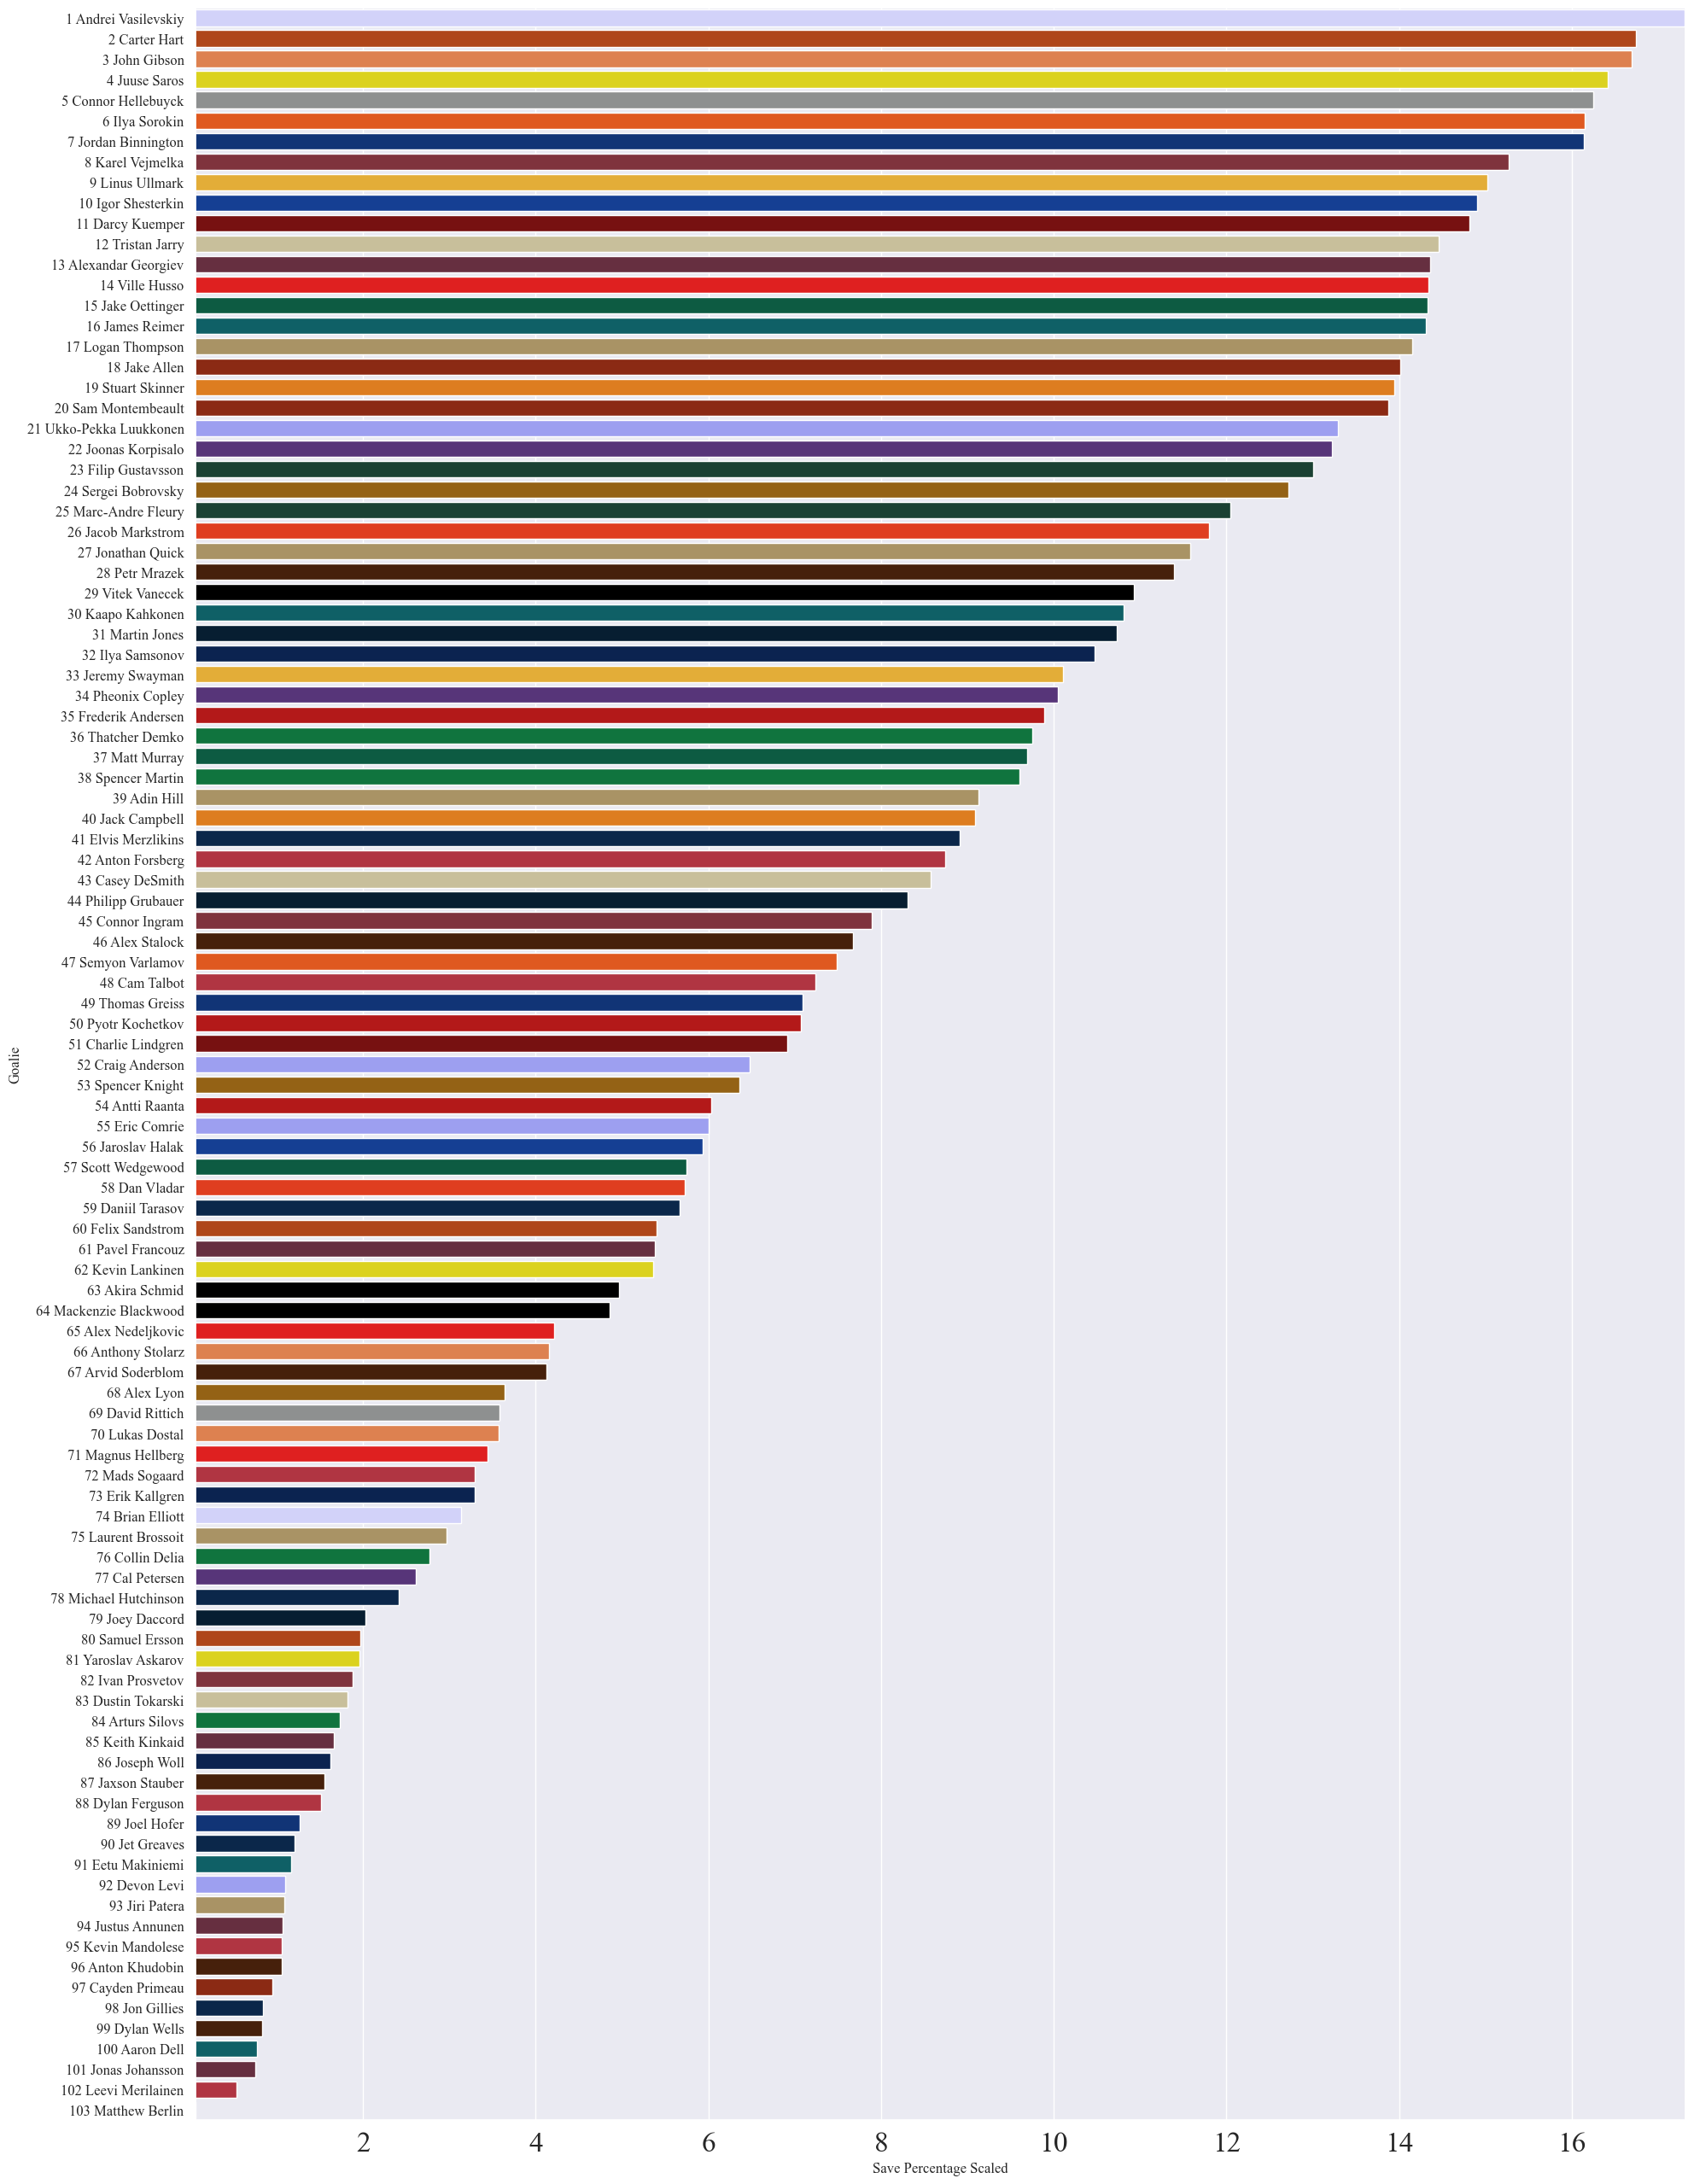 1 Andrei Vasilevskiy
2 Carter Hart
3 John Gibson
4 Juuse Saros
5 Connor Hellebuyck
6 Ilya Sorokin
7 Jordan Binnington
8 Karel Vejmelka
9 Linus Ullmark
10 Igor Shesterkin
11 Darcy Kuemper
12 Tristan Jarry
13 Alexandar Georgiev
14 Ville Husso
15 Jake Oettinger
16 James Reimer
17 Logan Thompson
18 Jake Allen
19 Stuart Skinner
20 Sam Montembeault
21 Ukko-Pekka Luukkonen
22 Joonas Korpisalo
23 Filip Gustavsson
24 Sergei Bobrovsky
25 Marc-Andre Fleury
26 Jacob Markstrom
27 Jonathan Quick
28 Petr Mrazek
29 Vitek Vanecek
30 Kaapo Kahkonen
31 Martin Jones
32 Ilya Samsonov
33 Jeremy Swayman
34 Pheonix Copley
35 Frederik Andersen
36 Thatcher Demko
37 Matt Murray
38 Spencer Martin
39 Adin Hill
40 Jack Campbell
41 Elvis Merzlikins
42 Anton Forsberg
43 Casey DeSmith
44 Philipp Grubauer
45 Connor Ingram
46 Alex Stalock
47 Semyon Varlamov
48 Cam Talbot
49 Thomas Greiss
50 Pyotr Kochetkov
51 Charlie Lindgren
52 Craig Anderson
53 Spencer Knight
54 Antti Raanta
55 Eric Comrie
56 Jaroslav Halak
57 Scott Wedgewood
58 Dan Vladar
59 Daniil Tarasov
60 Felix Sandstrom
61 Pavel Francouz
62 Kevin Lankinen
63 Akira Schmid
64 Mackenzie Blackwood
65 Alex Nedeljkovic
66 Anthony Stolarz
67 Arvid Soderblom
68 Alex Lyon
69 David Rittich
70 Lukas Dostal
71 Magnus Hellberg
72 Mads Sogaard
73 Erik Kallgren
74 Brian Elliott
75 Laurent Brossoit
76 Collin Delia
77 Cal Petersen
78 Michael Hutchinson
79 Joey Daccord
80 Samuel Ersson
81 Yaroslav Askarov
82 Ivan Prosvetov
83 Dustin Tokarski
84 Arturs Silovs
85 Keith Kinkaid
86 Joseph Woll
87 Jaxson Stauber
88 Dylan Ferguson
89 Joel Hofer
90 Jet Greaves
91 Eetu Makiniemi
92 Devon Levi
93 Jiri Patera
94 Justus Annunen
95 Kevin Mandolese
96 Anton Khudobin
97 Cayden Primeau
98 Jon Gillies
99 Dylan Wells
100 Aaron Dell
101 Jonas Johansson
102 Leevi Merilainen
103 Matthew Berlin
Goalie
2 4 6 8 10 12 14 16
Save Percentage Scaled